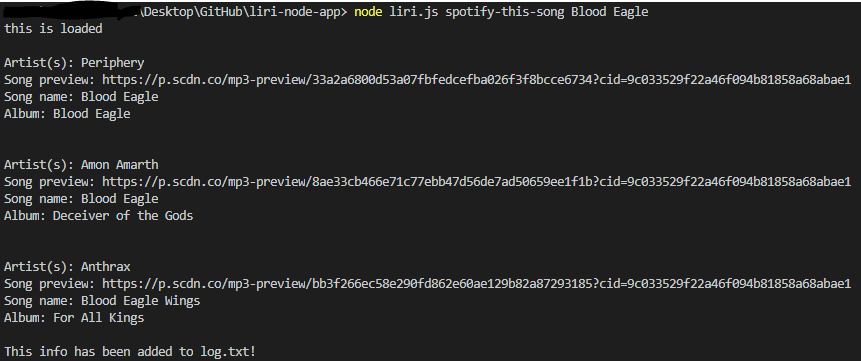 \Desktop\GitHub\liri-node-app> node liri.js spotify-this-song Blood Eagle
this is loaded
Artist(s): Periphery
Song preview: https://p.scdn.co/mp3-preview/33a2a6800d53a07fbfedcefba026f3f8bcce6734?cid=9c033529f22a46f094b81858a68abae1
Song name: Blood Eagle
Album: Blood Eagle
Artist(s): Amon Amarth
Song preview: https://p.scdn.co/mp3-preview/8ae33cb466e71c77ebb47d56de7ad50659ee1f1b?cid=9c033529f22a46f094b81858a68abae1
Song name: Blood Eagle
Album: Deceiver of the Gods
Artist(s): Anthrax
Song preview: https://p.scdn.co/mp3-preview/bb3f266ec58e290fd862e60ae129b82a87293185?cid=9c033529f22a46f094b81858a68abae1
Song name: Blood Eagle Wings
Album: For All Kings
This info has been added to log.txt!